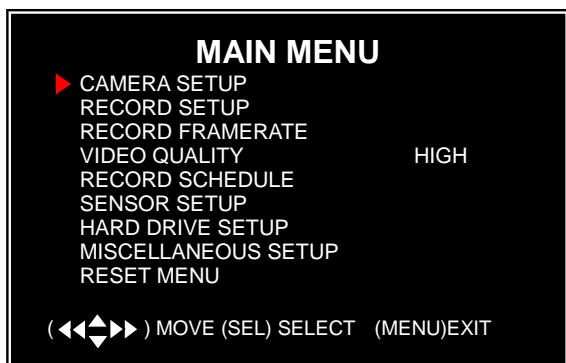 MAIN MENU
CAMERA SETUP
RECORD SETUP
RECORD FRAMERATE
VIDEO QUALITY HIGH
RECORD SCHEDULE
SENSOR SETUP
HARD DRIVE SETUP
MISCELLANEOUS SETUP
RESET MENU
( ) MOVE (SEL) SELECT (MENU)EXIT